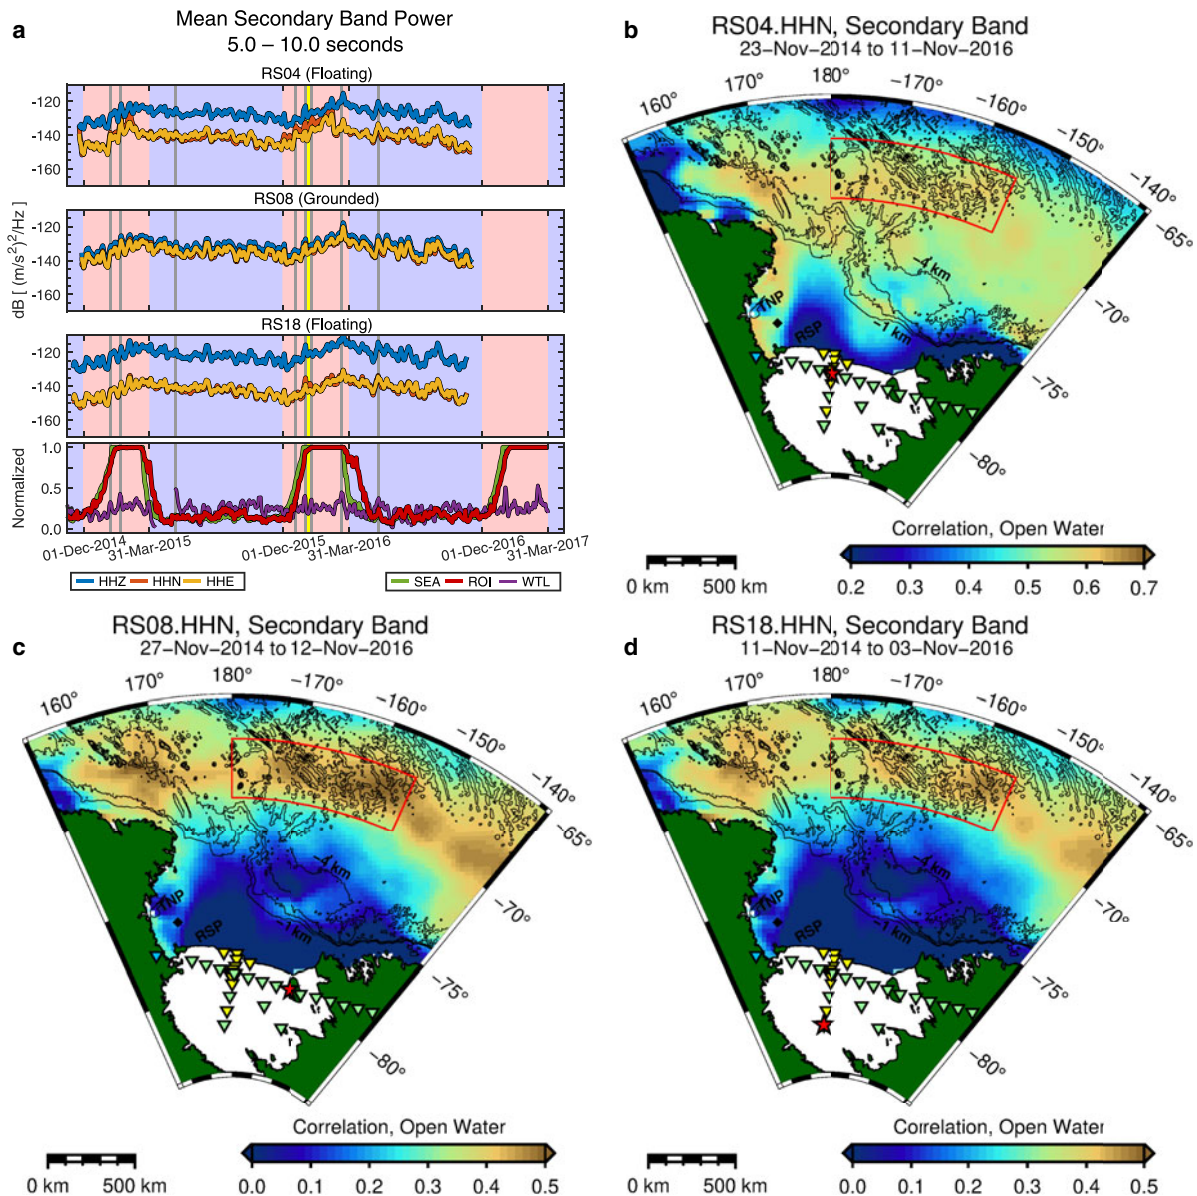 a
Mean Secondary Band Power
5.0 – 10.0 seconds
RS04 (Floating)
-120
-140
-160
RS08 (Grounded)
-120
-140
-160
dB [ (m/s²)²/Hz ]
RS18 (Floating)
-120
-140
-160
1.0
0.5
0.0
Normalized
01-Dec-2014
31-Mar-2015
01-Dec-2015
31-Mar-2016
01-Dec-2016
31-Mar-2017
HHZ HHN HHE
SEA ROI WTL
b
RS04.HHN, Secondary Band
23-Nov-2014 to 11-Nov-2016
160° 170° 180° -170° -160° -150° -140°
-65°
-70°
-75°
-80°
TNP
RSP
-4 km
-1 km
Correlation, Open Water
0 km 500 km
0.2 0.3 0.4 0.5 0.6 0.7
c
RS08.HHN, Secondary Band
27-Nov-2014 to 12-Nov-2016
160° 170° 180° -170° -160° -150° -140°
-65°
-70°
-75°
-80°
TNP
RSP
-4 km
-1 km
Correlation, Open Water
0 km 500 km
0.0 0.1 0.2 0.3 0.4 0.5
d
RS18.HHN, Secondary Band
11-Nov-2014 to 03-Nov-2016
160° 170° 180° -170° -160° -150° -140°
-65°
-70°
-75°
-80°
TNP
RSP
-4 km
-1 km
Correlation, Open Water
0 km 500 km
0.0 0.1 0.2 0.3 0.4 0.5